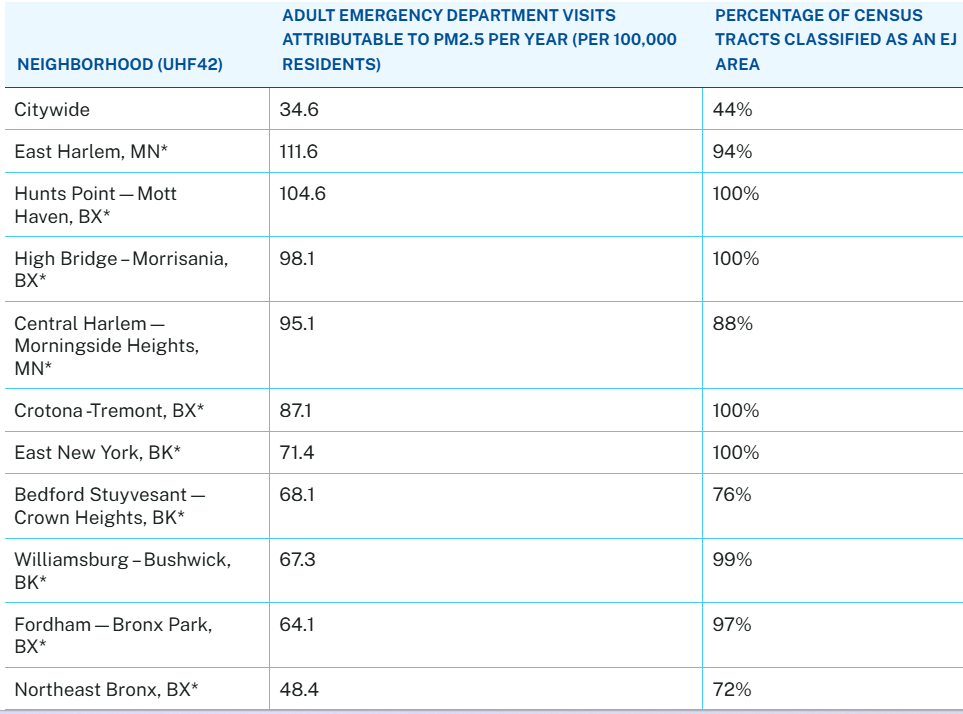 NEIGHBORHOOD (UHF42)
ADULT EMERGENCY DEPARTMENT VISITS
ATTRIBUTABLE TO PM2.5 PER YEAR (PER 100,000
RESIDENTS)
PERCENTAGE OF CENSUS
TRACTS CLASSIFIED AS AN EJ
AREA
Citywide
34.6
44%
East Harlem, MN*
111.6
94%
Hunts Point — Mott
Haven, BX*
104.6
100%
High Bridge – Morrisania,
BX*
98.1
100%
Central Harlem —
Morningside Heights,
MN*
95.1
88%
Crotona -Tremont, BX*
87.1
100%
East New York, BK*
71.4
100%
Bedford Stuyvesant —
Crown Heights, BK*
68.1
76%
Williamsburg – Bushwick,
BK*
67.3
99%
Fordham — Bronx Park,
BX*
64.1
97%
Northeast Bronx, BX*
48.4
72%